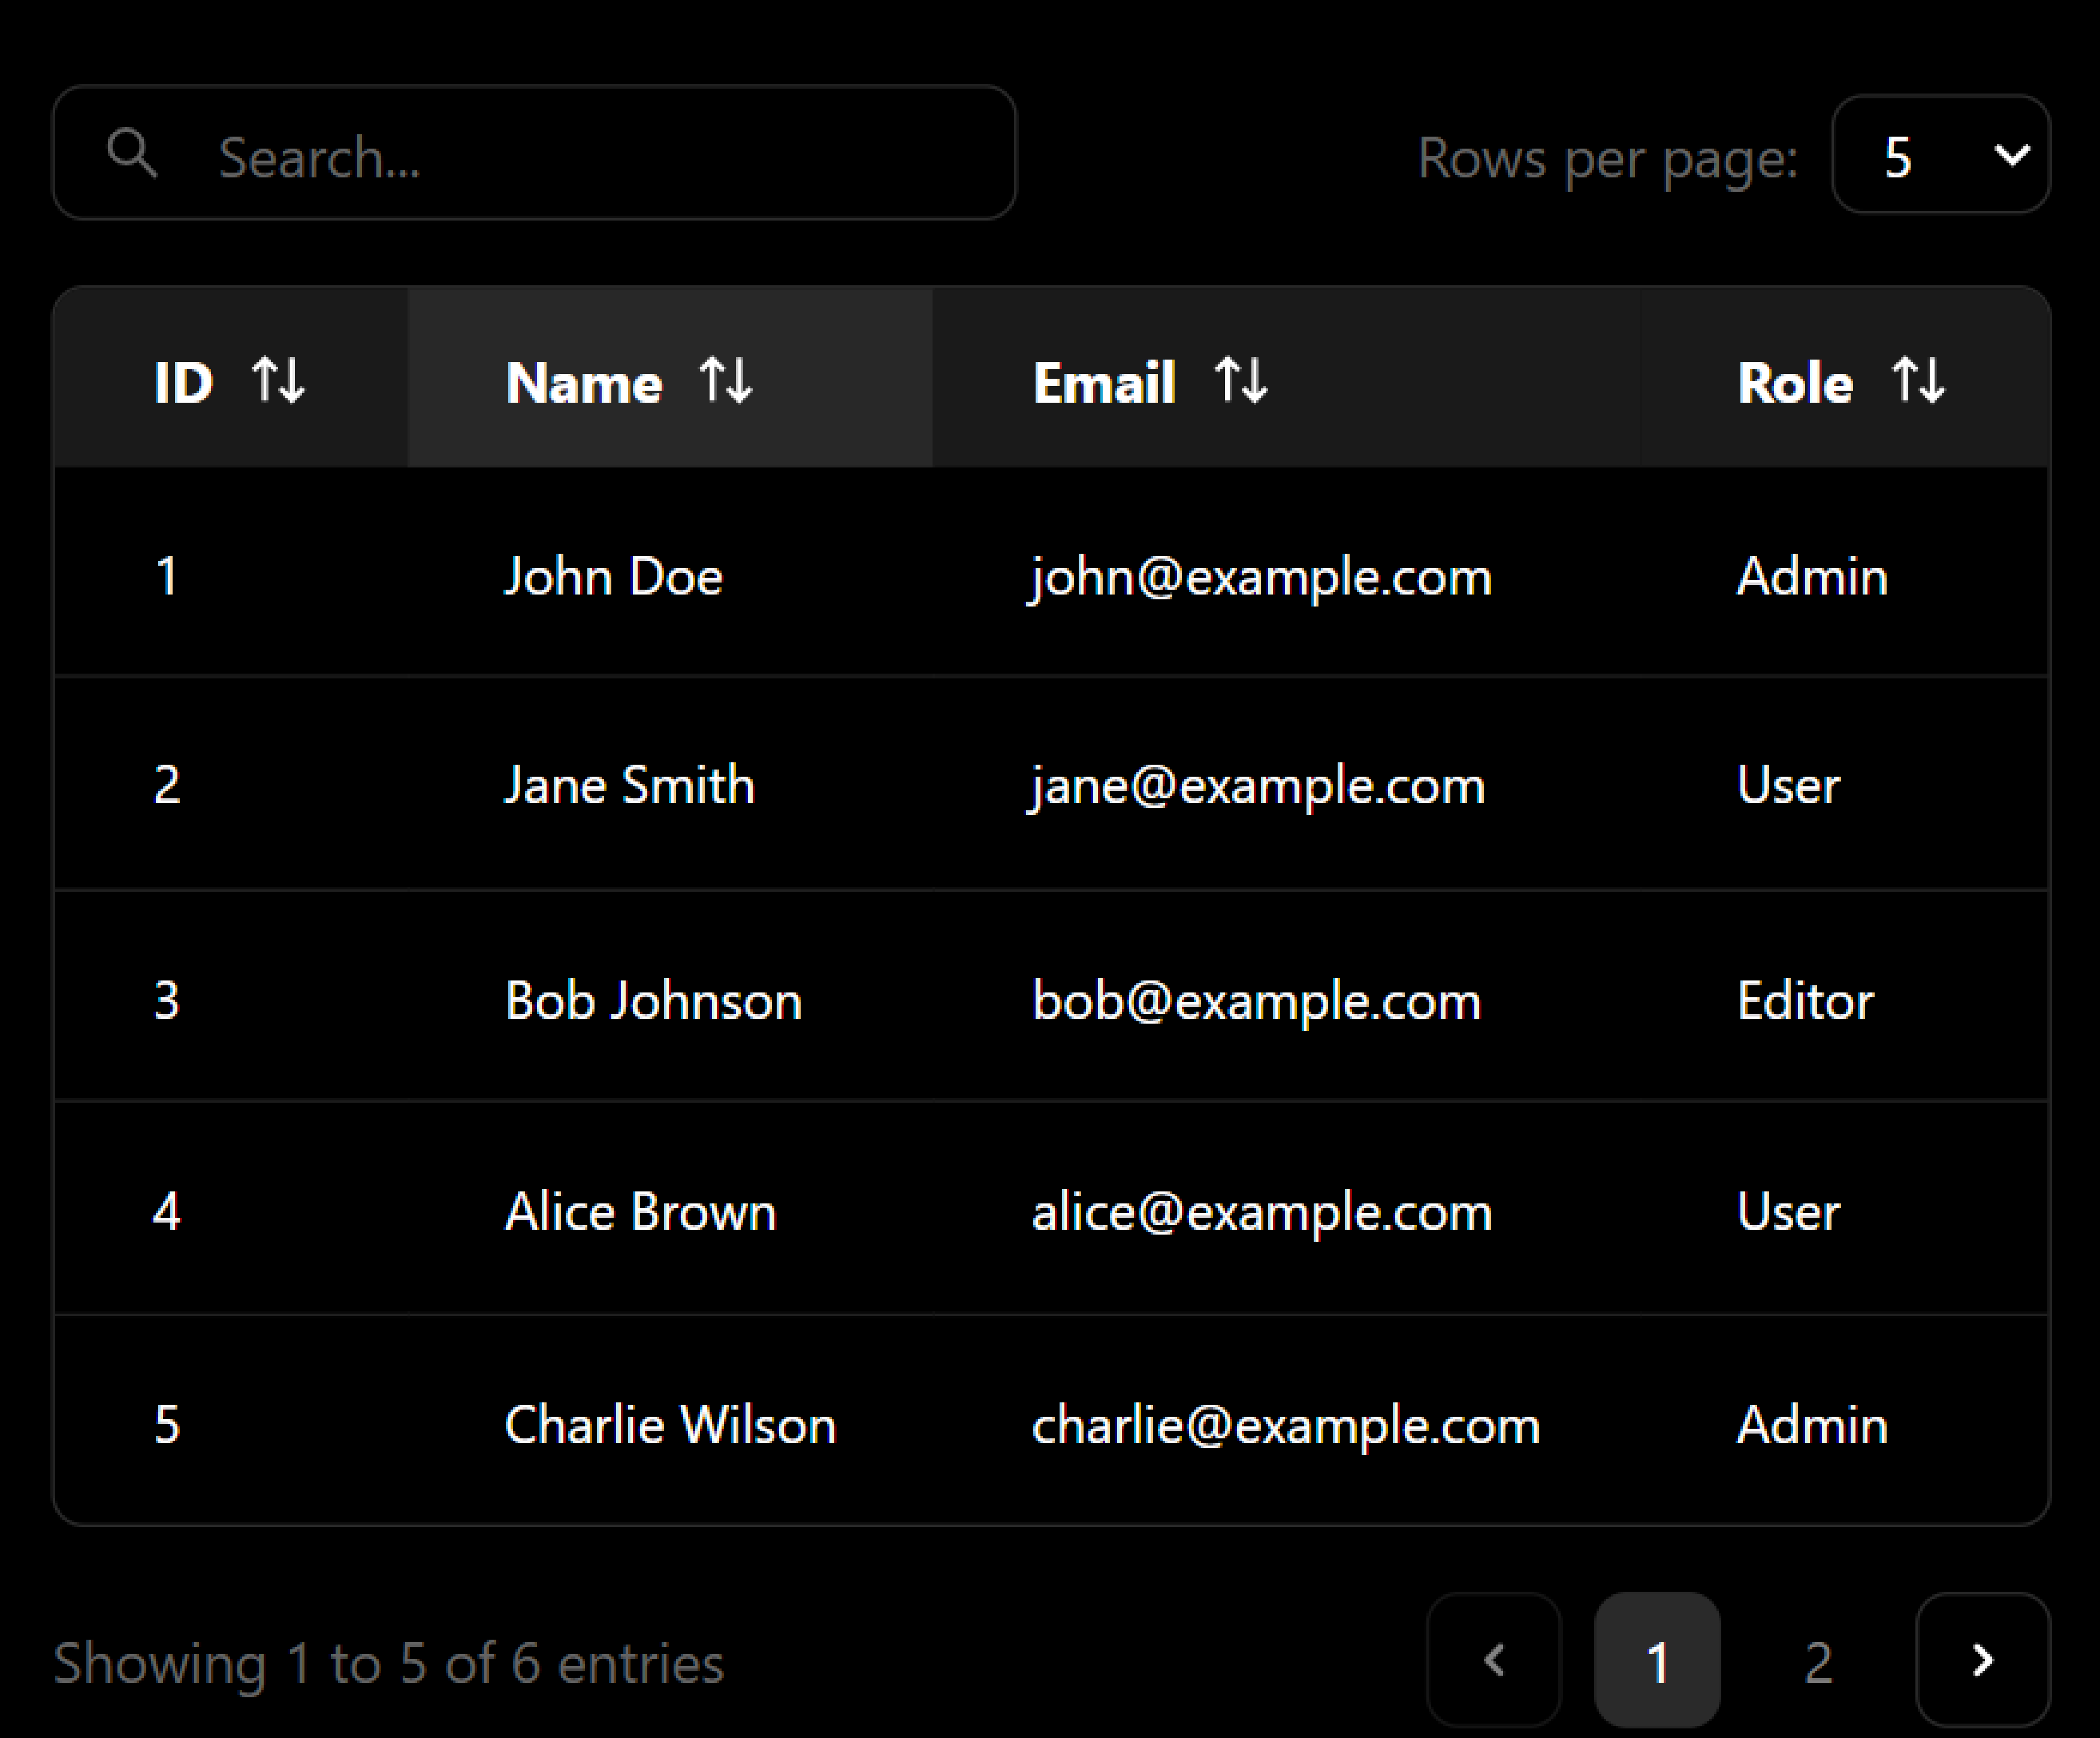 Search... Rows per page: 5
ID Name Email Role
1 John Doe john@example.com Admin
2 Jane Smith jane@example.com User
3 Bob Johnson bob@example.com Editor
4 Alice Brown alice@example.com User
5 Charlie Wilson charlie@example.com Admin
Showing 1 to 5 of 6 entries 1 2